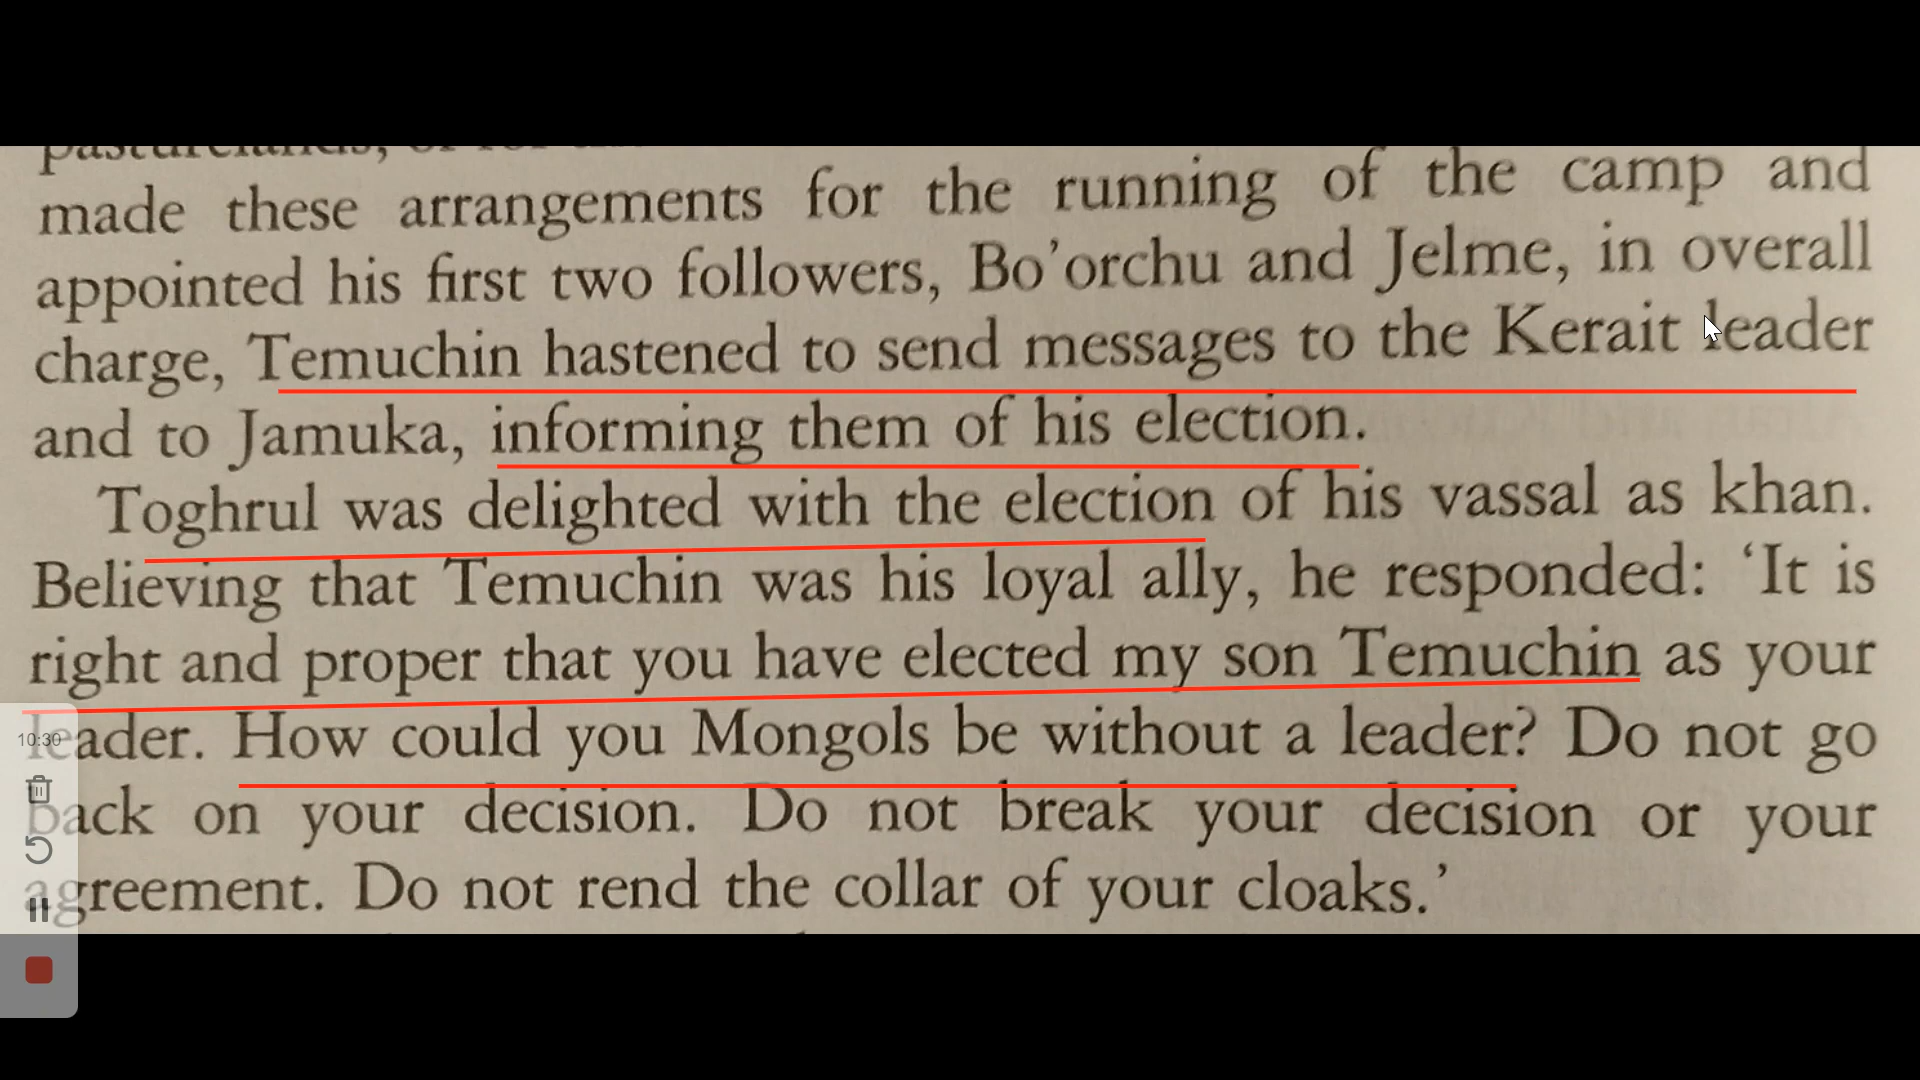 made these arrangements for the running of the camp and
appointed his first two followers, Bo’orchu and Jelme, in overall
charge, Temuchin hastened to send messages to the Kerait leader
and to Jamuka, informing them of his election.
Toghrul was delighted with the election of his vassal as khan.
Believing that Temuchin was his loyal ally, he responded: ‘It is
right and proper that you have elected my son Temuchin as your
leader. How could you Mongols be without a leader? Do not go
10:30
back on your decision. Do not break your decision or your
agreement. Do not rend the collar of your cloaks.’